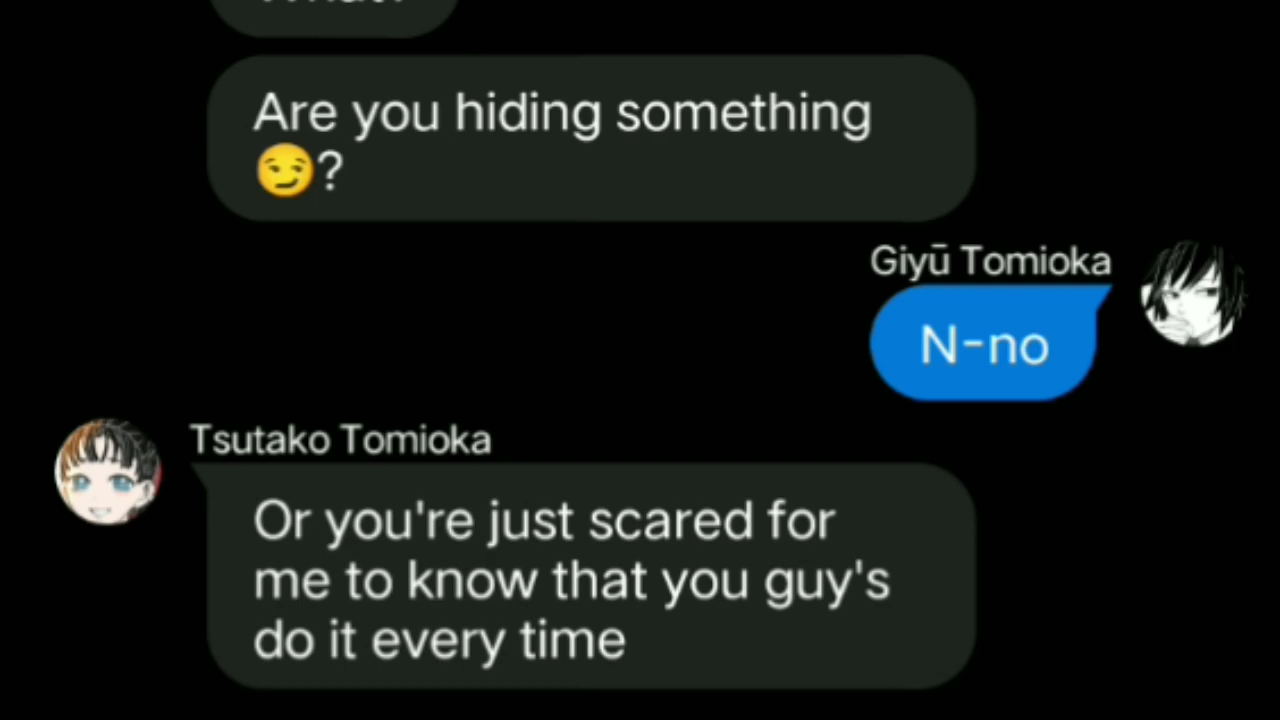 Are you hiding something
😏?
Giyū Tomioka
N-no
Tsutako Tomioka
Or you're just scared for
me to know that you guy's
do it every time